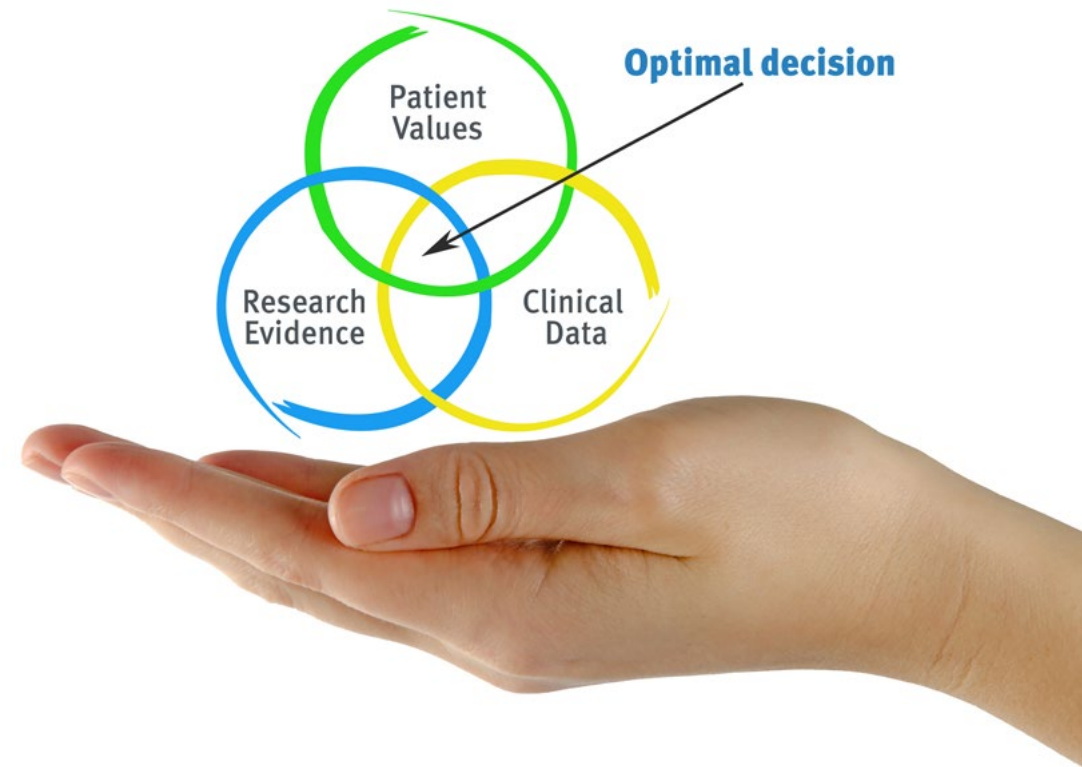 Optimal decision
Patient
Values
Research
Evidence
Clinical
Data